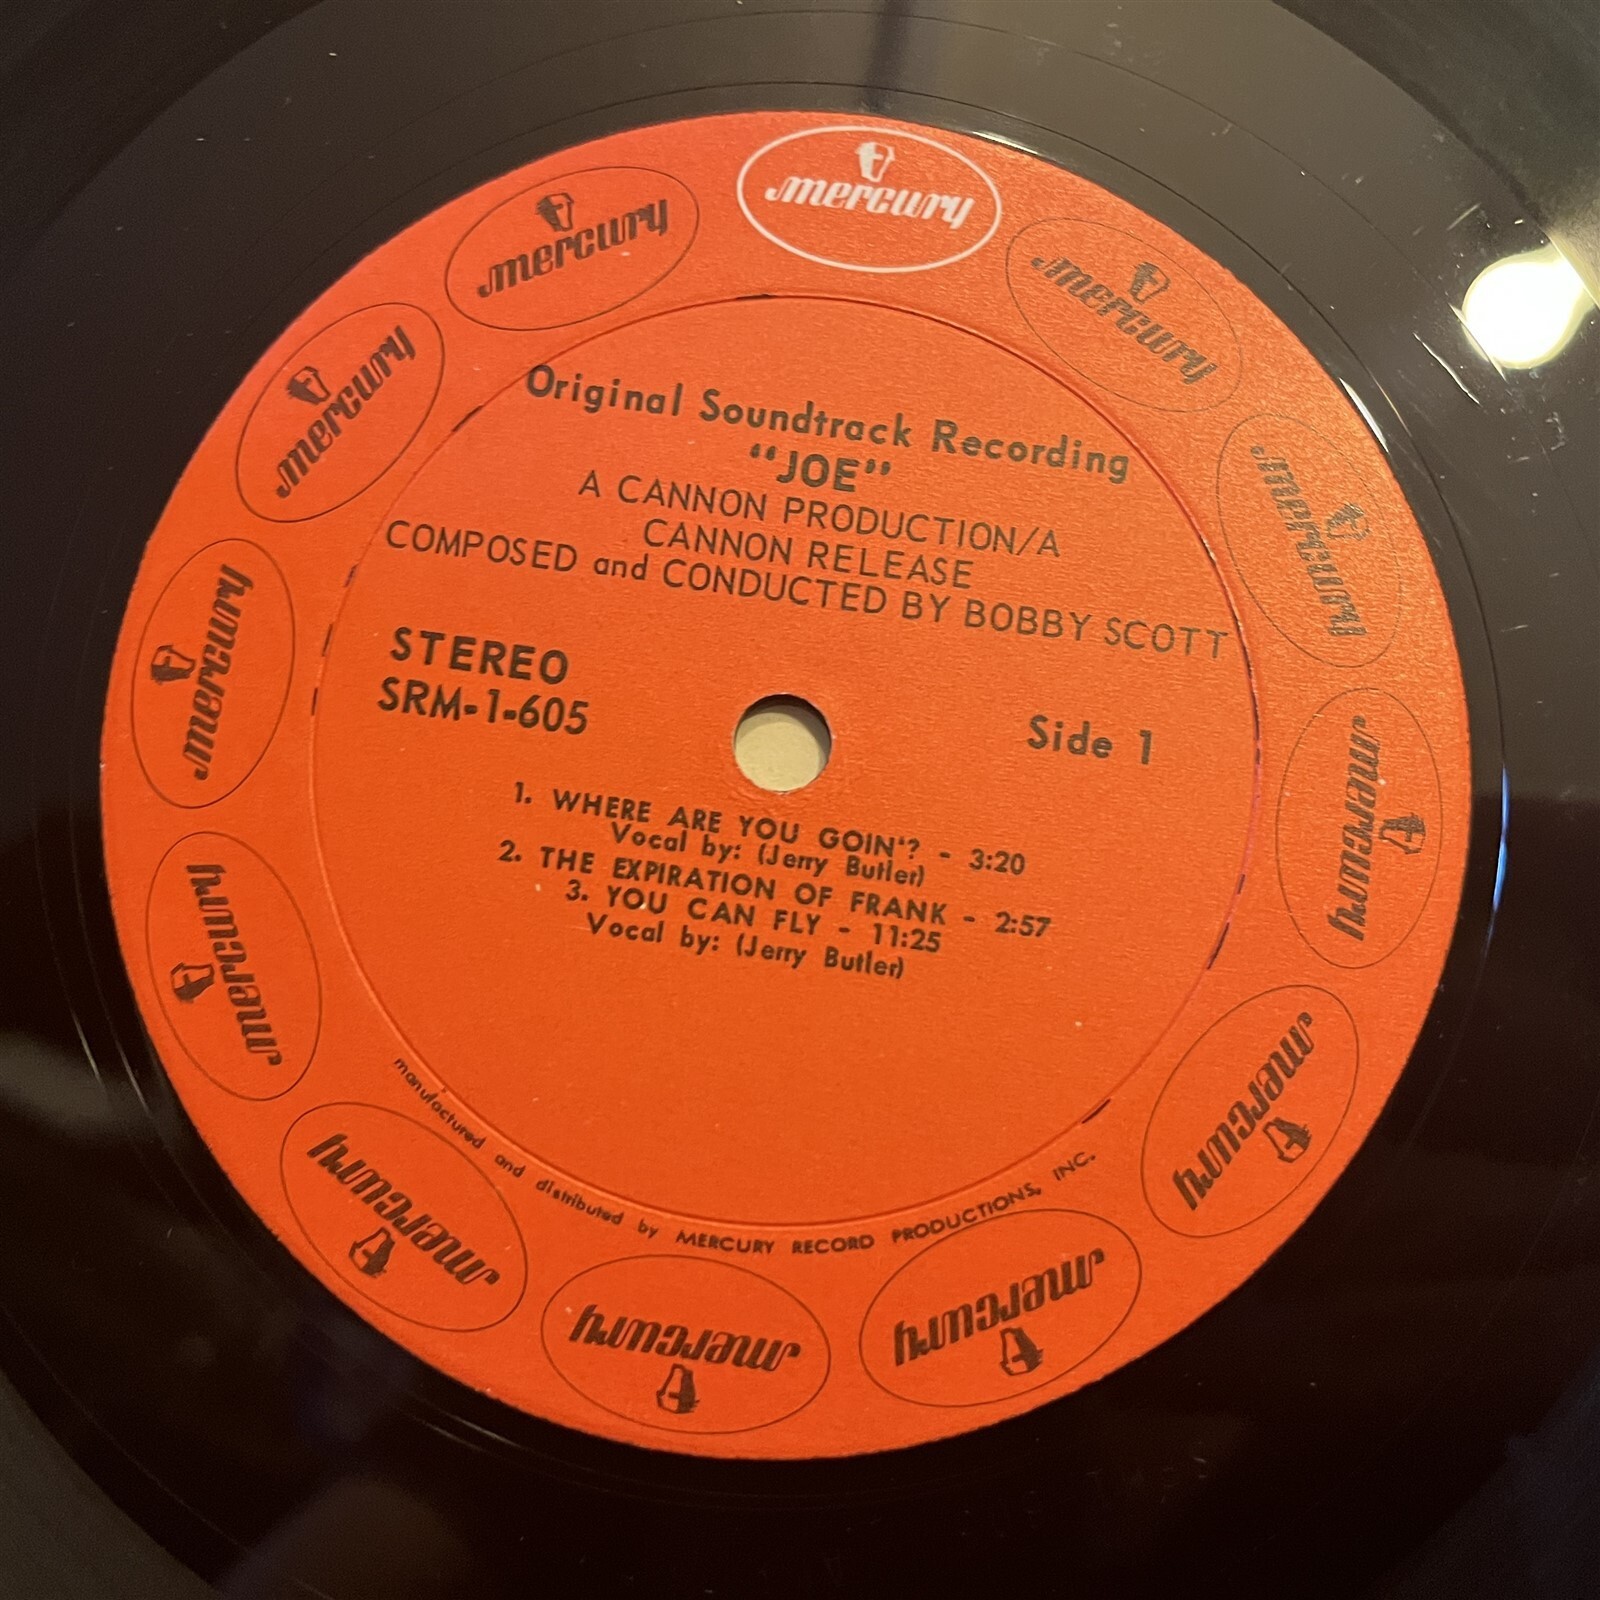 mercury
mercury
mercury
mercury
mercury
mercury
mercury
mercury
mercury
mercury
mercury
mercury
mercury
Original Soundtrack Recording
"JOE"
A CANNON PRODUCTION/A
CANNON RELEASE
COMPOSED and CONDUCTED BY BOBBY SCOTT
STEREO
SRM-1-605
Side 1
1. WHERE ARE YOU GOIN'? - 3:20
Vocal by: (Jerry Butler)
2. THE EXPIRATION OF FRANK - 2:57
3. YOU CAN FLY - 11:25
Vocal by: (Jerry Butler)
manufactured and distributed by MERCURY RECORD PRODUCTIONS, INC.